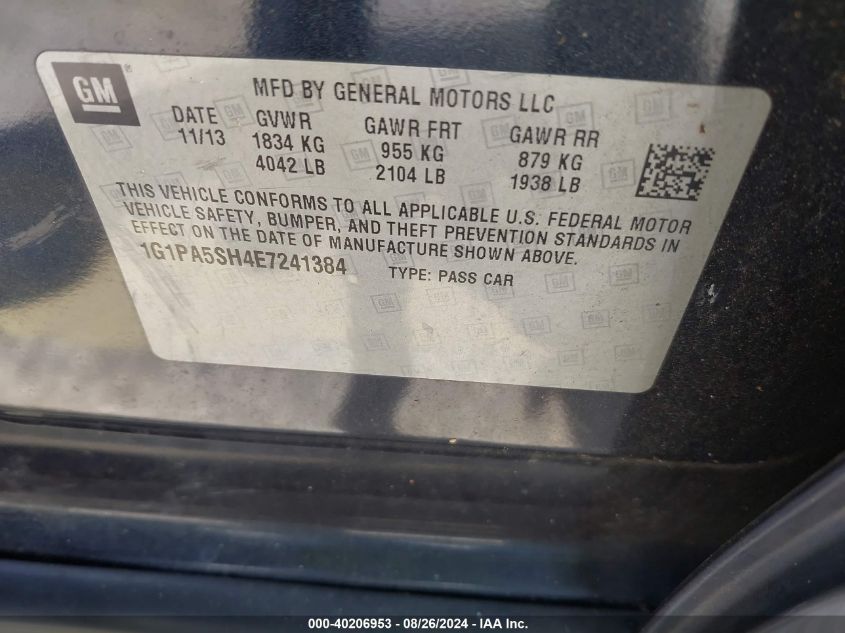 GM
MFD BY GENERAL MOTORS LLC
DATE GVWR GAWR FRT GAWR RR
11/13 1834 KG 955 KG 879 KG
4042 LB 2104 LB 1938 LB
THIS VEHICLE CONFORMS TO ALL APPLICABLE U.S. FEDERAL MOTOR
VEHICLE SAFETY, BUMPER, AND THEFT PREVENTION STANDARDS IN
EFFECT ON THE DATE OF MANUFACTURE SHOWN ABOVE.
1G1PA5SH4E7241384 TYPE: PASS CAR
000-40206953 - 08/26/2024 - IAA Inc.